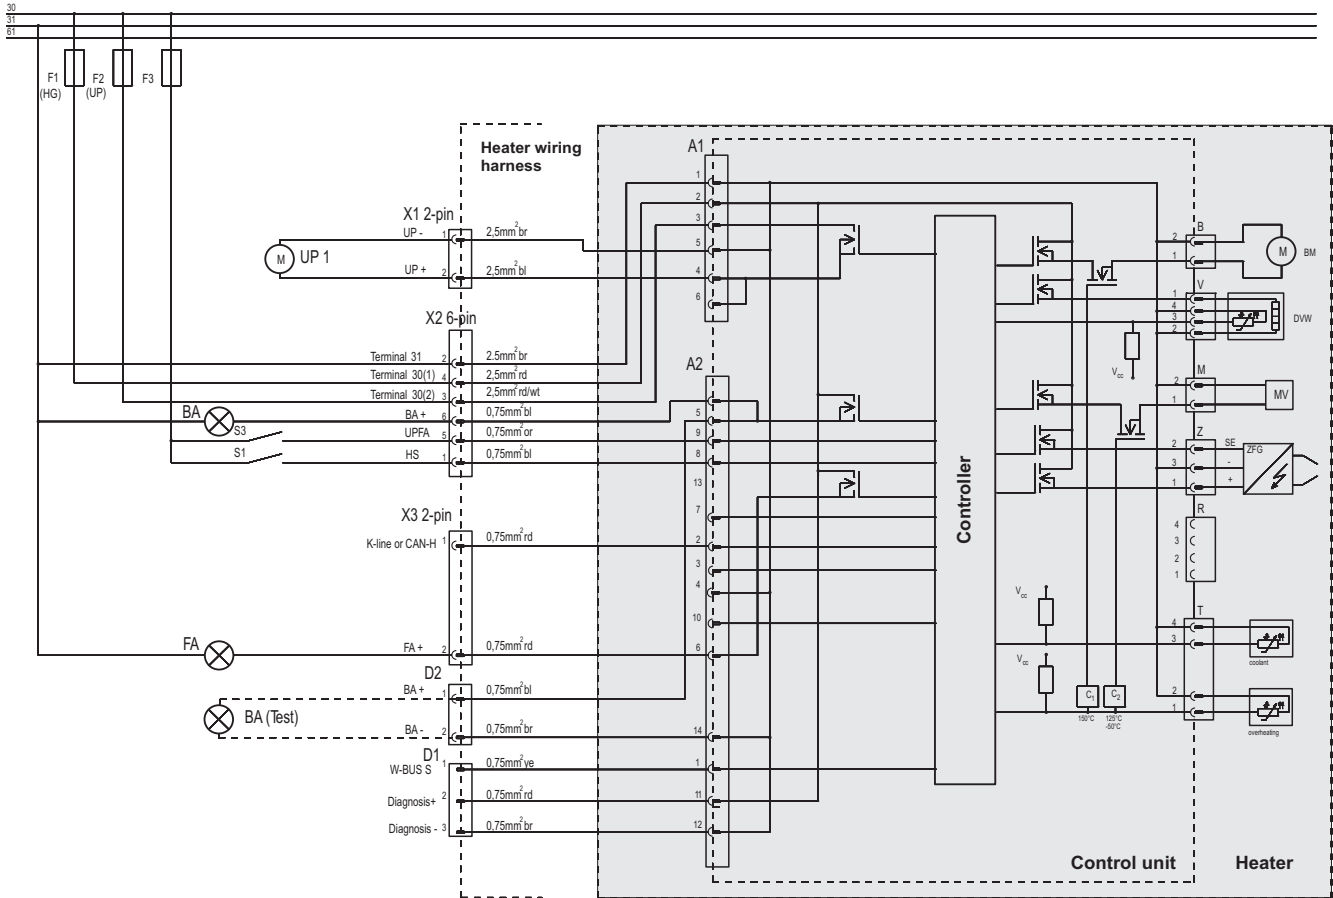 30
31
61
F1
(HG)
F2
(UP)
F3
Heater wiring
harness
A1
1
2
3
5
4
6
X1 2-pin
UP - 1 2,5mm² br
M UP 1
UP + 2 2,5mm² bl
X2 6-pin
Terminal 31 2 2.5mm² br
Terminal 30(1) 4 2,5mm² rd
Terminal 30(2) 3 2,5mm² rd/wt
BA BA + 6 0,75mm² bl
S3 UPFA 5 0,75mm² or
S1 HS 1 0,75mm² bl
A2
5
9
8
13
7
2
3
4
10
6
14
1
11
12
X3 2-pin
K-line or CAN-H 1 0,75mm² rd
FA FA + 2 0,75mm² rd
D2
BA + 1 0,75mm² bl
BA (Test)
BA - 2 0,75mm² br
D1
W-BUS S 1 0,75mm² ye
Diagnosis+ 2 0,75mm² rd
Diagnosis - 3 0,75mm² br
Controller
Vcc
Vcc
Vcc
C1
150°C
C2
125°C
-50°C
B
2
1
M BM
V
1
4
3
2
DVW
M
2
1
MV
Z
2 SE
3 -
1 +
ZFG
R
4
3
2
1
T
4
3
coolant
2
1
overheating
Control unit
Heater